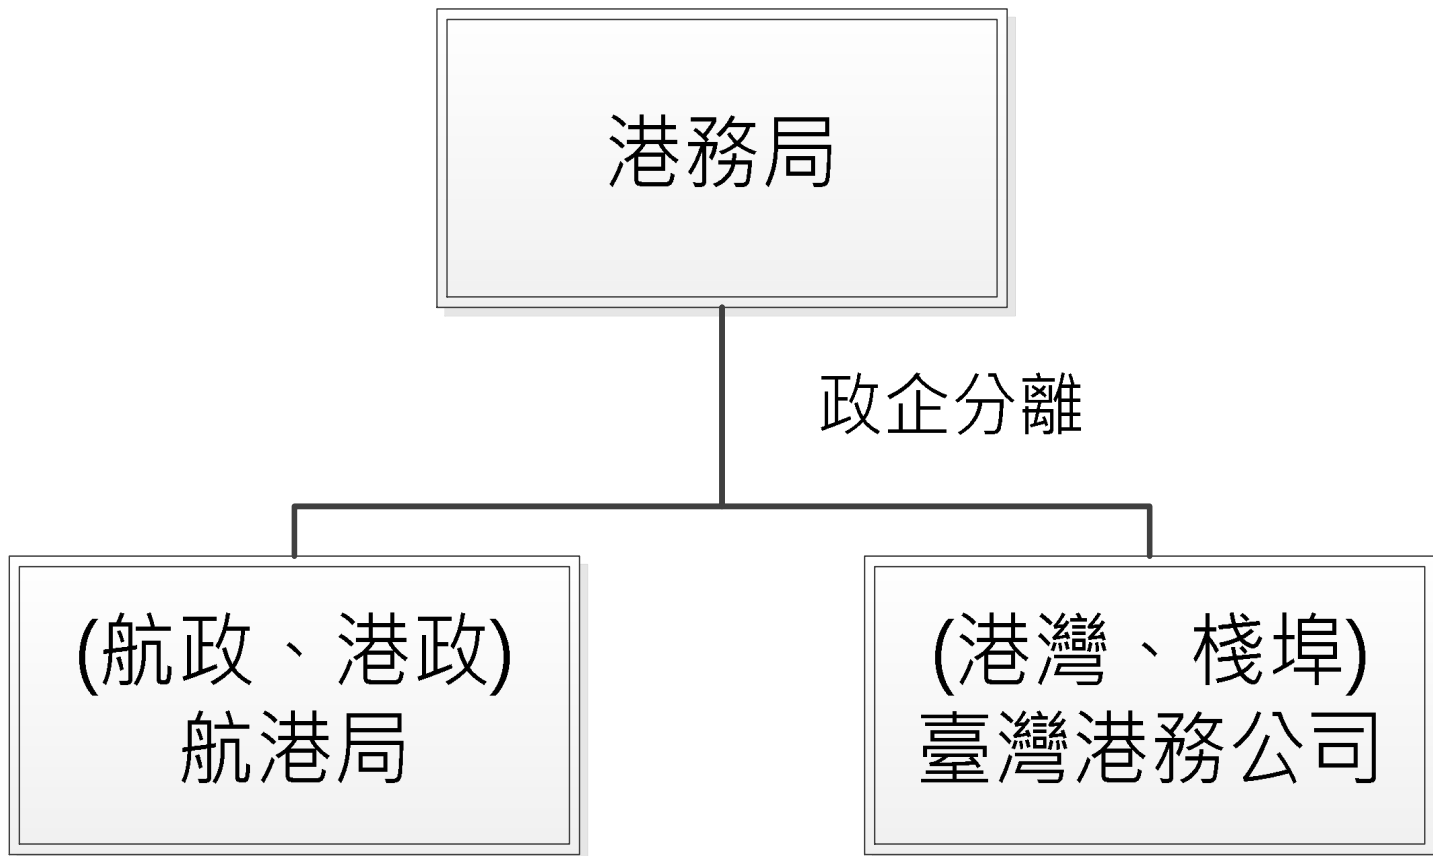 港務局
政企分離
(航政、港政)
航港局
(港灣、棧埠)
臺灣港務公司